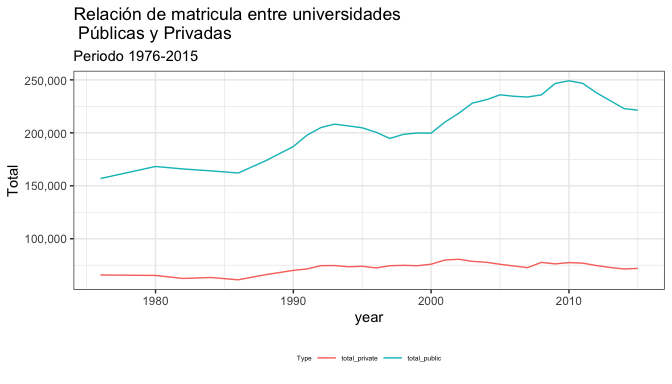 Relación de matricula entre universidades
Públicas y Privadas
Periodo 1976-2015
250,000
200,000
150,000
100,000
Total
1980 1990 2000 2010
year
Type total_private total_public